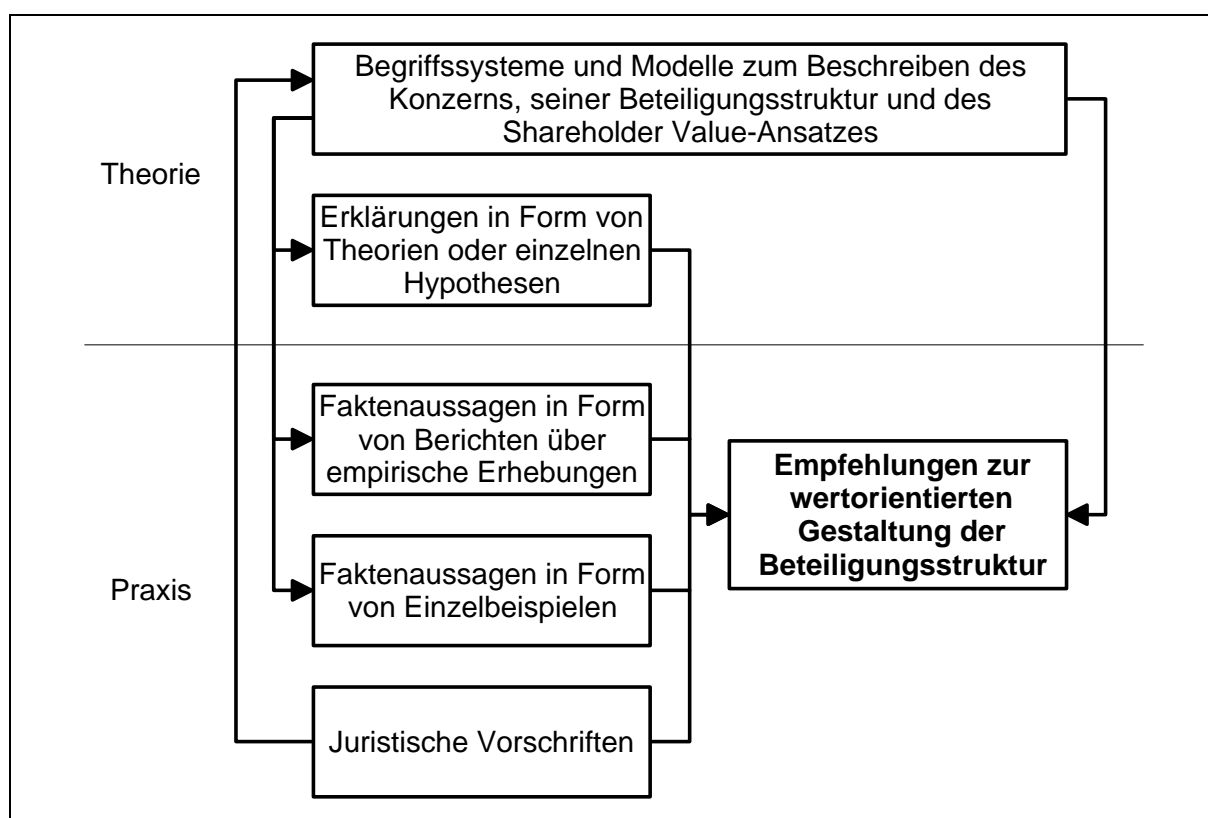 Begriffssysteme und Modelle zum Beschreiben des
Konzerns, seiner Beteiligungsstruktur und des
Shareholder Value-Ansatzes
Theorie
Erklärungen in Form von
Theorien oder einzelnen
Hypothesen
Faktenaussagen in Form
von Berichten über
empirische Erhebungen
Empfehlungen zur
wertorientierten
Gestaltung der
Beteiligungsstruktur
Praxis
Faktenaussagen in Form
von Einzelbeispielen
Juristische Vorschriften